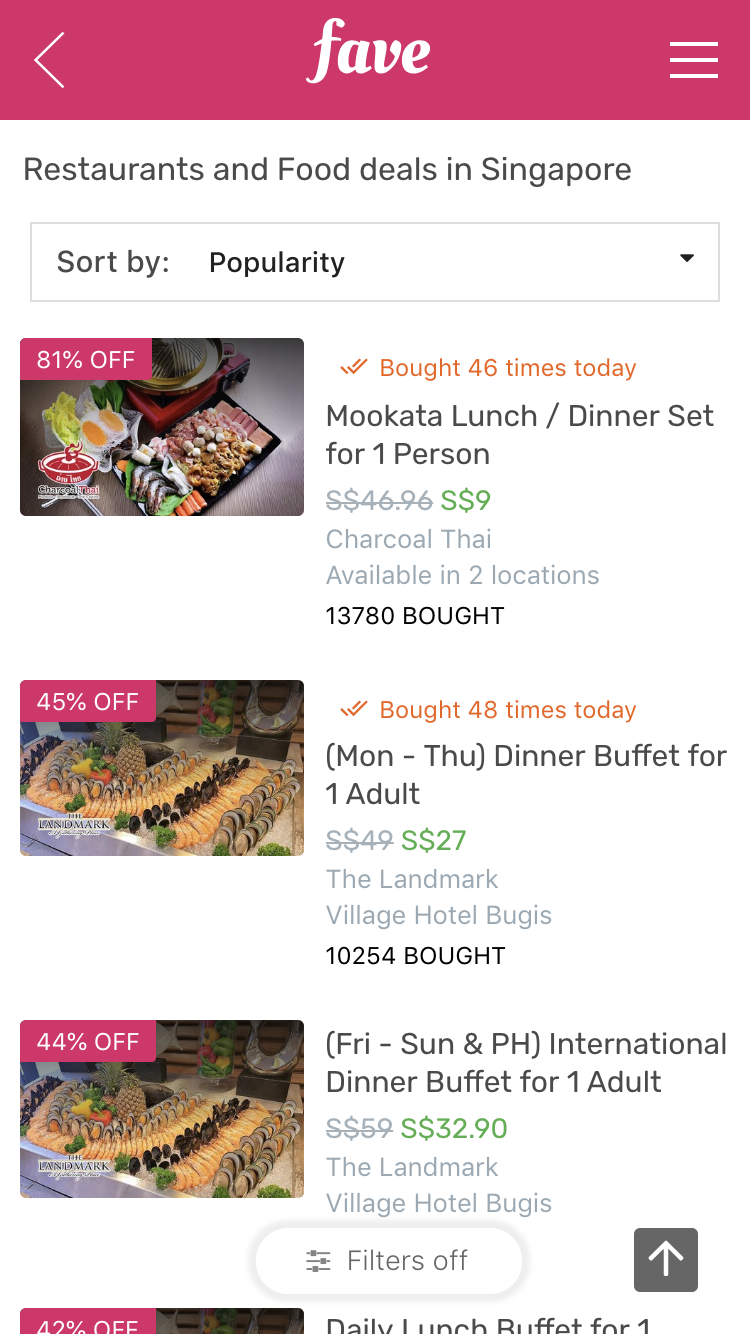 fave
Restaurants and Food deals in Singapore
Sort by: Popularity
81% OFF
Charcoal Thai
Bought 46 times today
Mookata Lunch / Dinner Set
for 1 Person
S$46.96 S$9
Charcoal Thai
Available in 2 locations
13780 BOUGHT
45% OFF
THE
LANDMARK
Bought 48 times today
(Mon - Thu) Dinner Buffet for
1 Adult
S$49 S$27
The Landmark
Village Hotel Bugis
10254 BOUGHT
44% OFF
THE
LANDMARK
(Fri - Sun & PH) International
Dinner Buffet for 1 Adult
S$59 S$32.90
The Landmark
Village Hotel Bugis
Filters off
42% OFF
Daily Lunch Buffet for 1